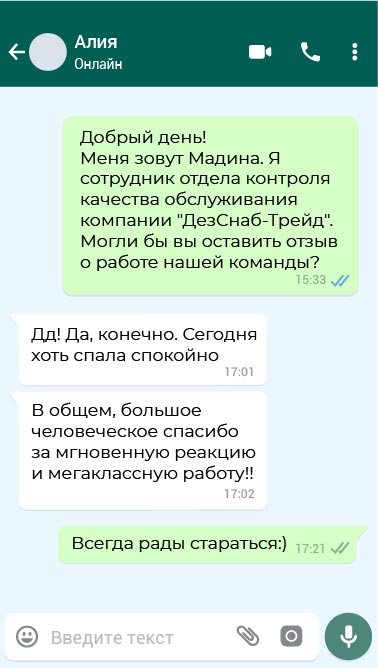 Алия
Онлайн
Добрый день!
Меня зовут Мадина. Я
сотрудник отдела контроля
качества обслуживания
компании "ДезСнаб-Трейд".
Могли бы вы оставить отзыв
о работе нашей команды?
15:33
Дд! Да, конечно. Сегодня
хоть спала спокойно
17:01
В общем, большое
человеческое спасибо
за мгновенную реакцию
и мегаклассную работу!!
17:02
Всегда рады стараться:)
17:21
Введите текст